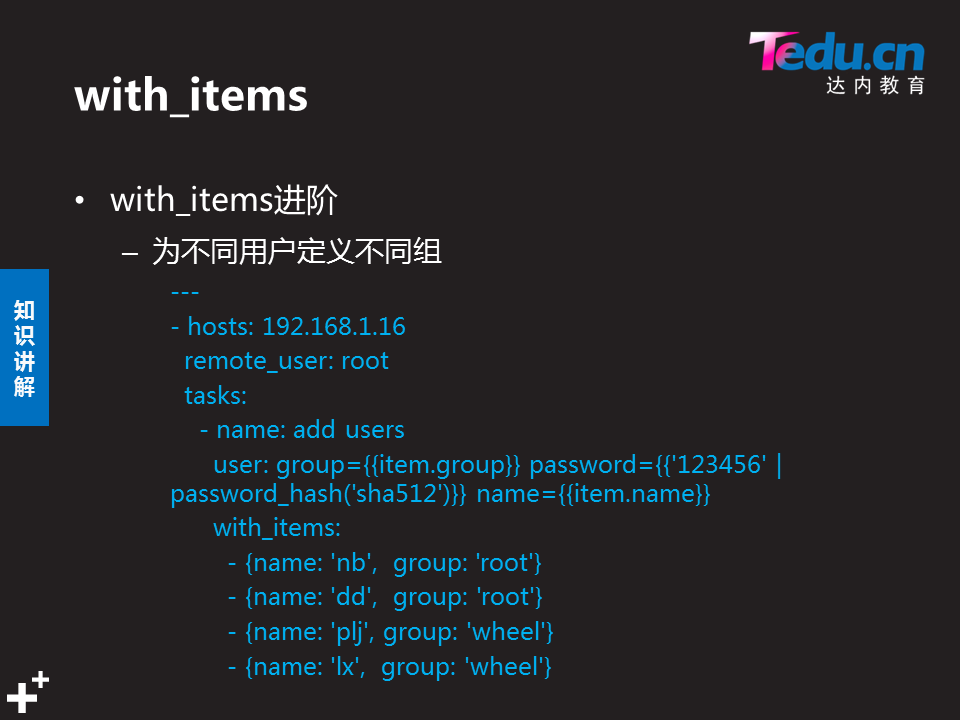 Tedu.cn
达内教育
with_items
• with_items进阶
– 为不同用户定义不同组
知识讲解
---
- hosts: 192.168.1.16
remote_user: root
tasks:
- name: add users
user: group={{item.group}} password={{'123456' |
password_hash('sha512')}} name={{item.name}}
with_items:
- {name: 'nb', group: 'root'}
- {name: 'dd', group: 'root'}
- {name: 'plj', group: 'wheel'}
- {name: 'lx', group: 'wheel'}